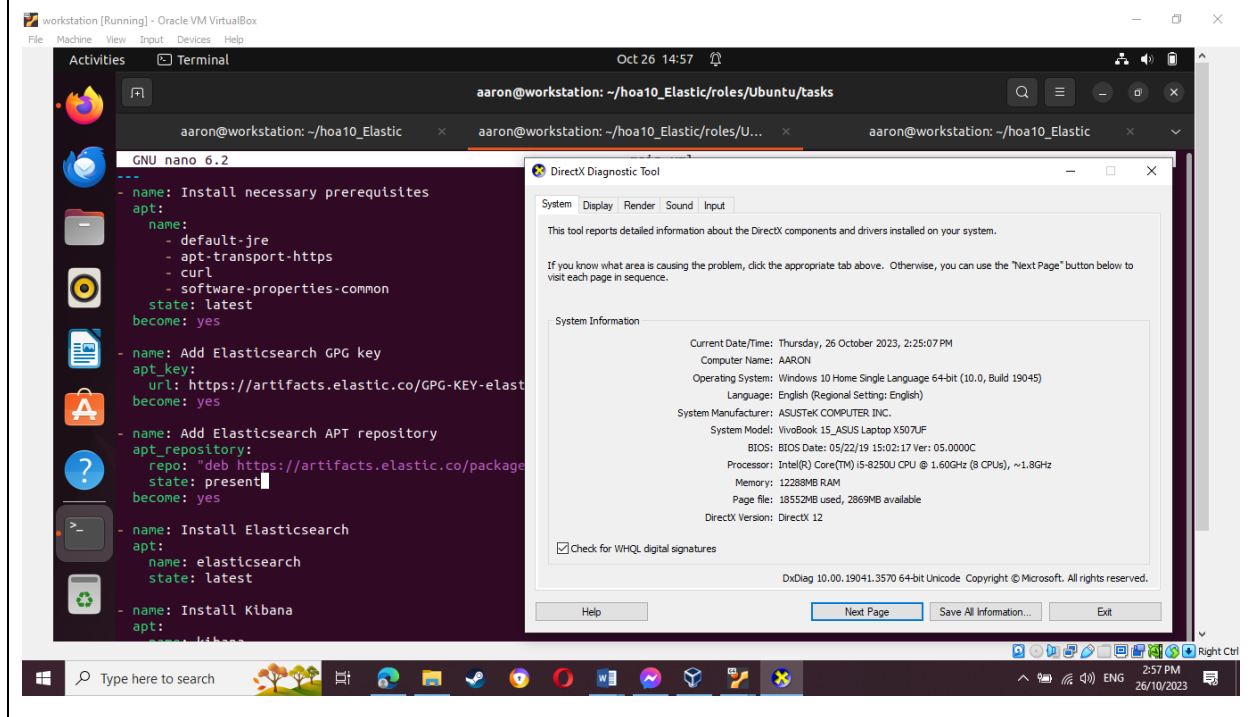 workstation [Running] - Oracle VM VirtualBox
File Machine View Input Devices Help
Activities Terminal Oct 26 14:57
aaron@workstation: ~/hoa10_Elastic/roles/Ubuntu/tasks
aaron@workstation: ~/hoa10_Elastic × aaron@workstation: ~/hoa10_Elastic/roles/U... × aaron@workstation: ~/hoa10_Elastic ×
GNU nano 6.2
---
- name: Install necessary prerequisites
apt:
name:
- default-jre
- apt-transport-https
- curl
- software-properties-common
state: latest
become: yes
- name: Add Elasticsearch GPG key
apt_key:
url: https://artifacts.elastic.co/GPG-KEY-elast
become: yes
- name: Add Elasticsearch APT repository
apt_repository:
repo: "deb https://artifacts.elastic.co/package
state: present
become: yes
- name: Install Elasticsearch
apt:
name: elasticsearch
state: latest
- name: Install Kibana
apt:
DirectX Diagnostic Tool
System Display Render Sound Input
This tool reports detailed information about the DirectX components and drivers installed on your system.
If you know what area is causing the problem, click the appropriate tab above. Otherwise, you can use the "Next Page" button below to
visit each page in sequence.
System Information
Current Date/Time: Thursday, 26 October 2023, 2:25:07 PM
Computer Name: AARON
Operating System: Windows 10 Home Single Language 64-bit (10.0, Build 19045)
Language: English (Regional Setting: English)
System Manufacturer: ASUSTeK COMPUTER INC.
System Model: VivoBook 15_ASUS Laptop X507UF
BIOS: BIOS Date: 05/22/19 15:02:17 Ver: 05.0000C
Processor: Intel(R) Core(TM) i5-8250U CPU @ 1.60GHz (8 CPUs), ~1.8GHz
Memory: 12288MB RAM
Page file: 18552MB used, 2869MB available
DirectX Version: DirectX 12
Check for WHQL digital signatures
DxDiag 10.00.19041.3570 64-bit Unicode Copyright © Microsoft. All rights reserved.
Help Next Page Save All Information... Exit
Right Ctrl
Type here to search
ENG
2:57 PM
26/10/2023